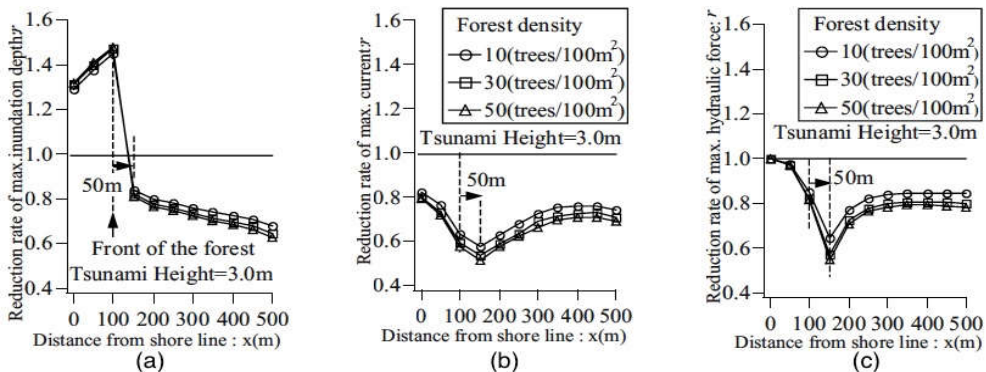 Reduction rate of max.inundation depth:r
1.6
1.4
1.2
1.0
0.8
0.6
0.4
50m
Front of the forest
Tsunami Height=3.0m
0 100 200 300 400 500
Distance from shore line : x(m)
(a)
Reduction rate of max. current:r
1.6
1.4
1.2
1.0
0.8
0.6
0.4
Forest density
10(trees/100m²)
30(trees/100m²)
50(trees/100m²)
Tsunami Height=3.0m
50m
0 100 200 300 400 500
Distance from shore line : x(m)
(b)
Reduction rate of max. hydraulic force: r
1.6
1.4
1.2
1.0
0.8
0.6
0.4
Forest density
10(trees/100m²)
30(trees/100m²)
50(trees/100m²)
Tsunami Height=3.0m
50m
0 100 200 300 400 500
Distance from shore line : x(m)
(c)